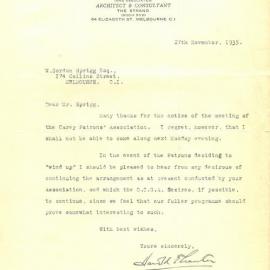 ARCHITECT & CONSULTANT
THE STRAND
64 ELIZABETH ST. MELBOURNE C.1
27th November, 1935.
W. Gordon Sprigg Esq.,
174 Collins Street,
MELBOURNE. C.1.
Dear Mr. Sprigg,
Many thanks for the notice of the meeting of
the Carey Patrons' Association. I regret, however, that I
shall not be able to come along next Monday evening.
In the event of the Patrons deciding to
"wind up" I should be pleased to hear from any desirous of
continuing the arrangement as at present conducted by your
association, and which the desires, if possible,
to continue, since we feel that our fuller programme should
prove somewhat interesting to such.
With best wishes,
Yours sincerely,